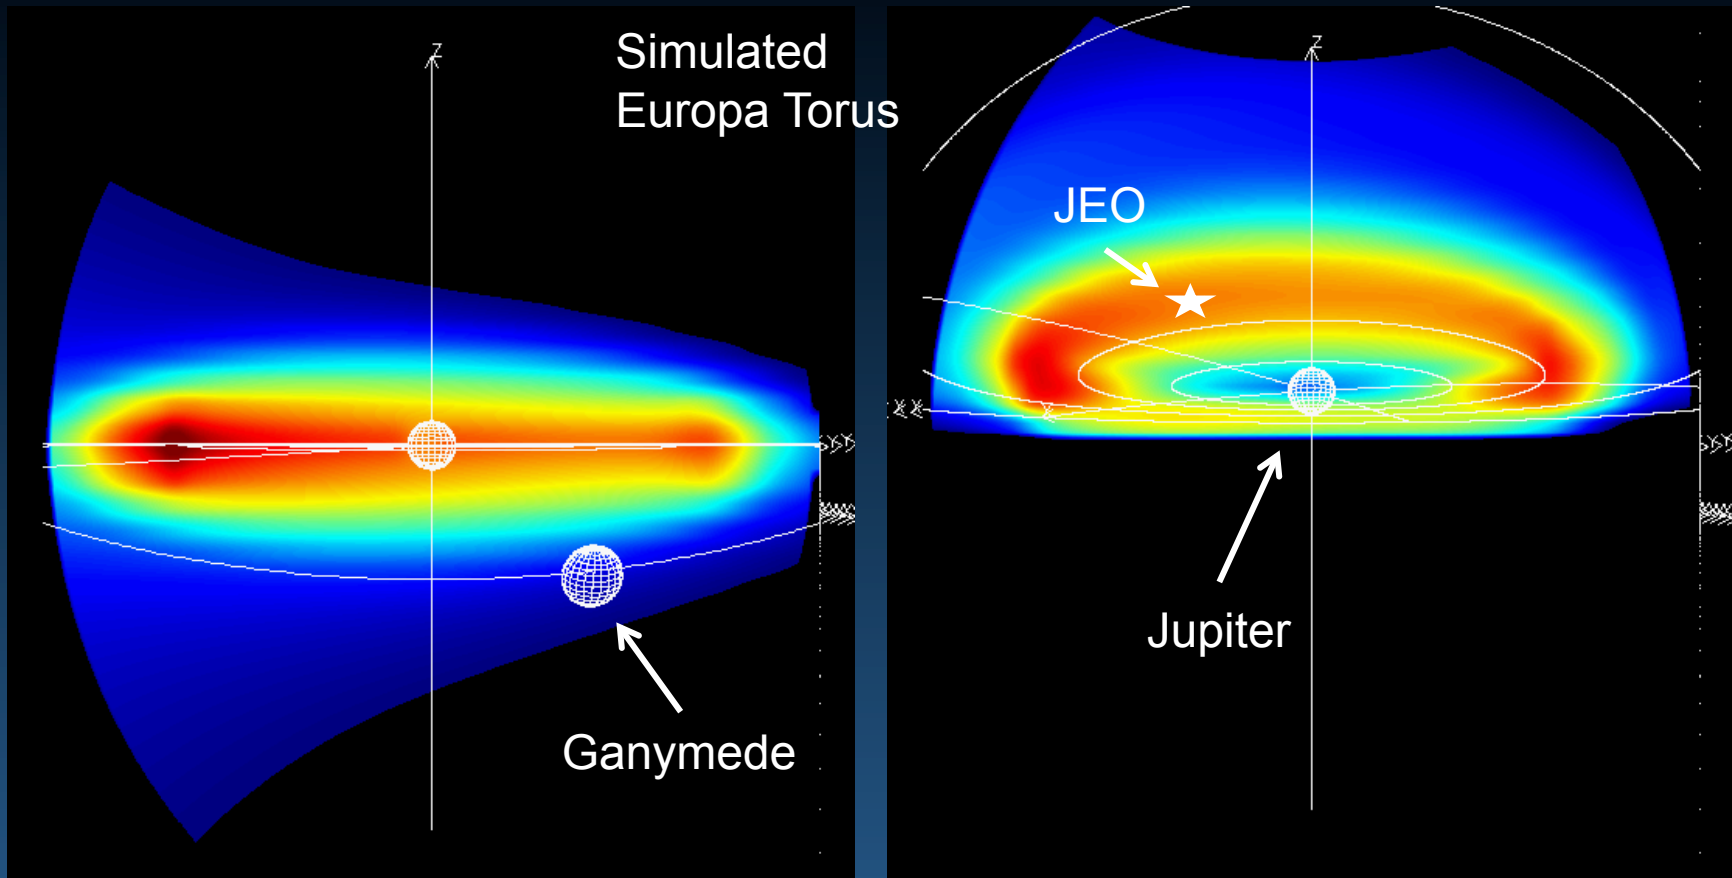 Simulated
Europa Torus
Z
Ganymede
Z
JEO
X
Jupiter